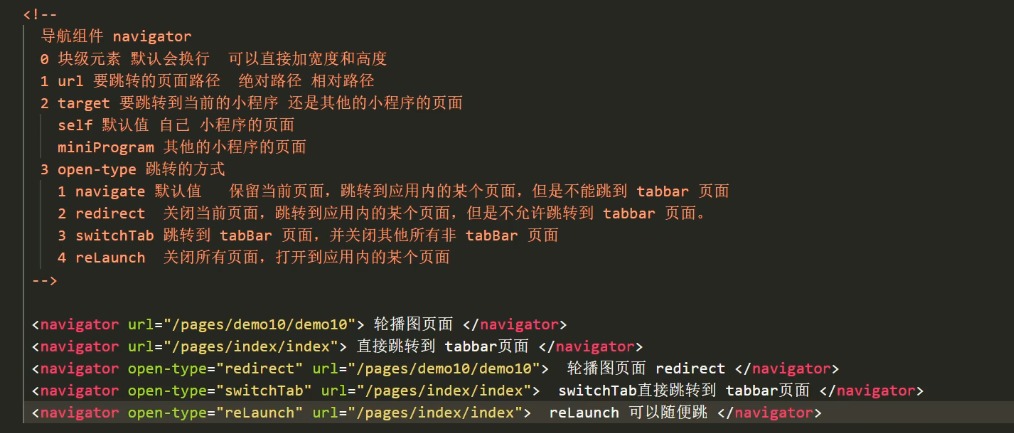 <!--
导航组件 navigator
0 块级元素 默认会换行  可以直接加宽度和高度
1 url 要跳转的页面路径  绝对路径 相对路径
2 target 要跳转到当前的小程序 还是其他的小程序的页面
self 默认值 自己 小程序的页面
miniProgram 其他的小程序的页面
3 open-type 跳转的方式
1 navigate 默认值   保留当前页面，跳转到应用内的某个页面，但是不能跳到 tabbar 页面
2 redirect  关闭当前页面，跳转到应用内的某个页面，但是不允许跳转到 tabbar 页面。
3 switchTab 跳转到 tabBar 页面，并关闭其他所有非 tabBar 页面
4 reLaunch  关闭所有页面，打开到应用内的某个页面
-->
<navigator url="/pages/demo10/demo10"> 轮播图页面 </navigator>
<navigator url="/pages/index/index"> 直接跳转到 tabbar页面 </navigator>
<navigator open-type="redirect" url="/pages/demo10/demo10">  轮播图页面 redirect </navigator>
<navigator open-type="switchTab" url="/pages/index/index">  switchTab直接跳转到 tabbar页面 </navigator>
<navigator open-type="reLaunch" url="/pages/index/index">  reLaunch 可以随便跳 </navigator>